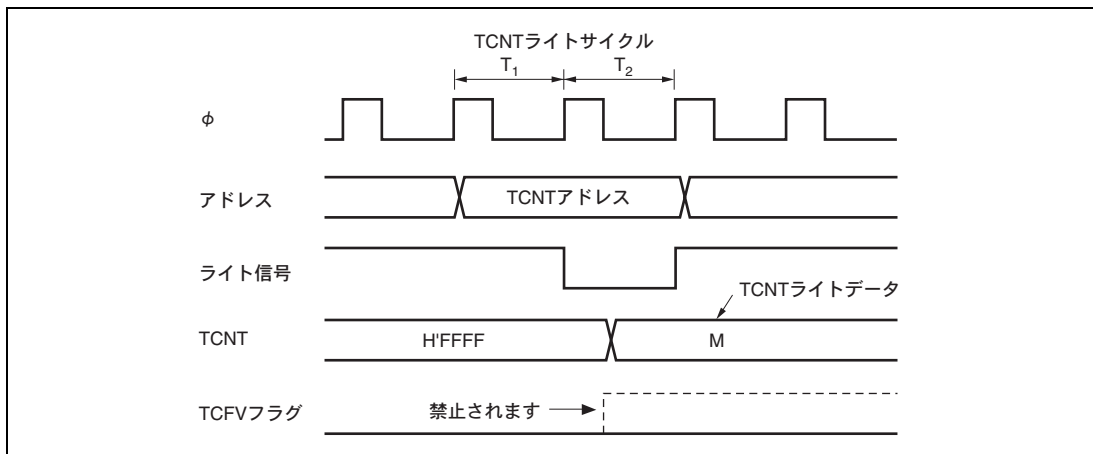 TCNTライトサイクル
T1 T2
φ
アドレス TCNTアドレス
ライト信号
TCNTライトデータ
TCNT H'FFFF M
TCFVフラグ 禁止されます